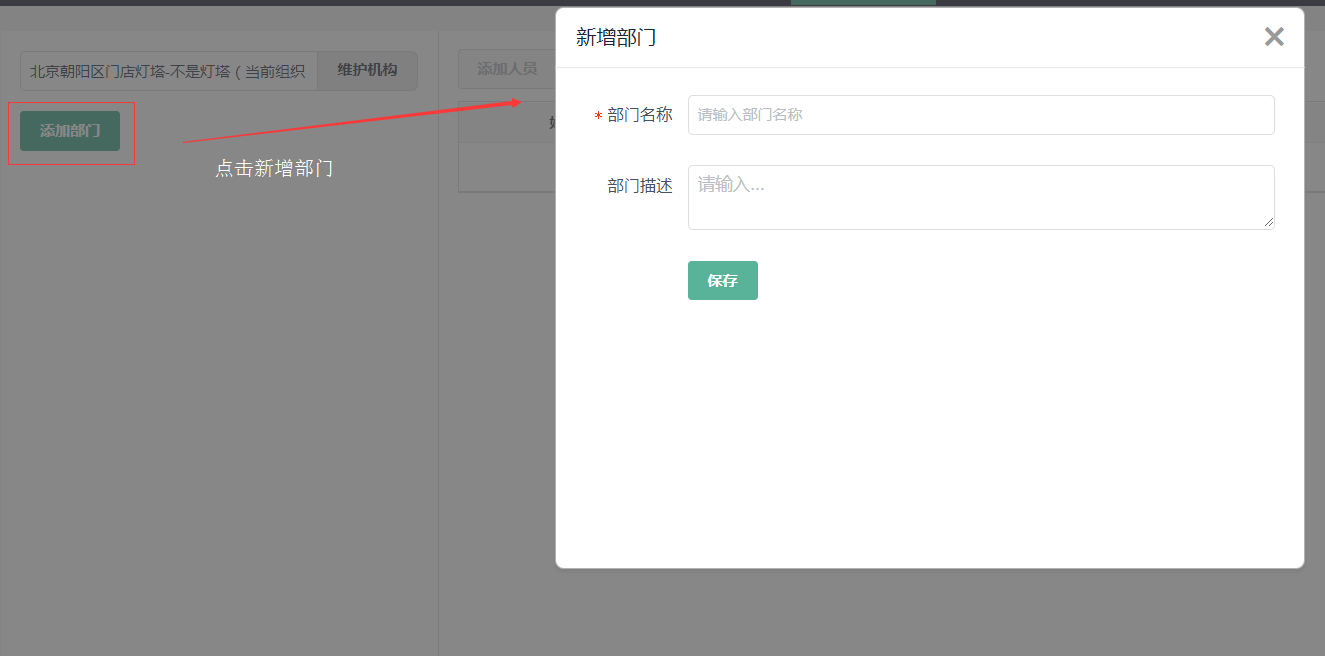 北京朝阳区门店灯塔-不是灯塔（当前组织
维护机构
添加部门
点击新增部门
添加人员
新增部门
* 部门名称
请输入部门名称
部门描述
请输入...
保存